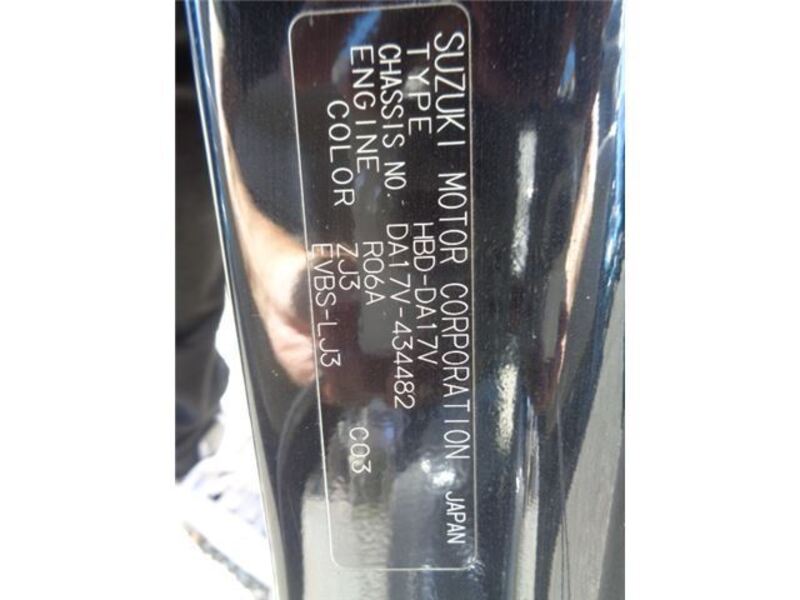 SUZUKI MOTOR CORPORATION JAPAN
TYPE HBD-DA17V
CHASSIS NO. DA17V-434482
ENGINE R06A
COLOR ZJ3 C03
EVBS-LJ3